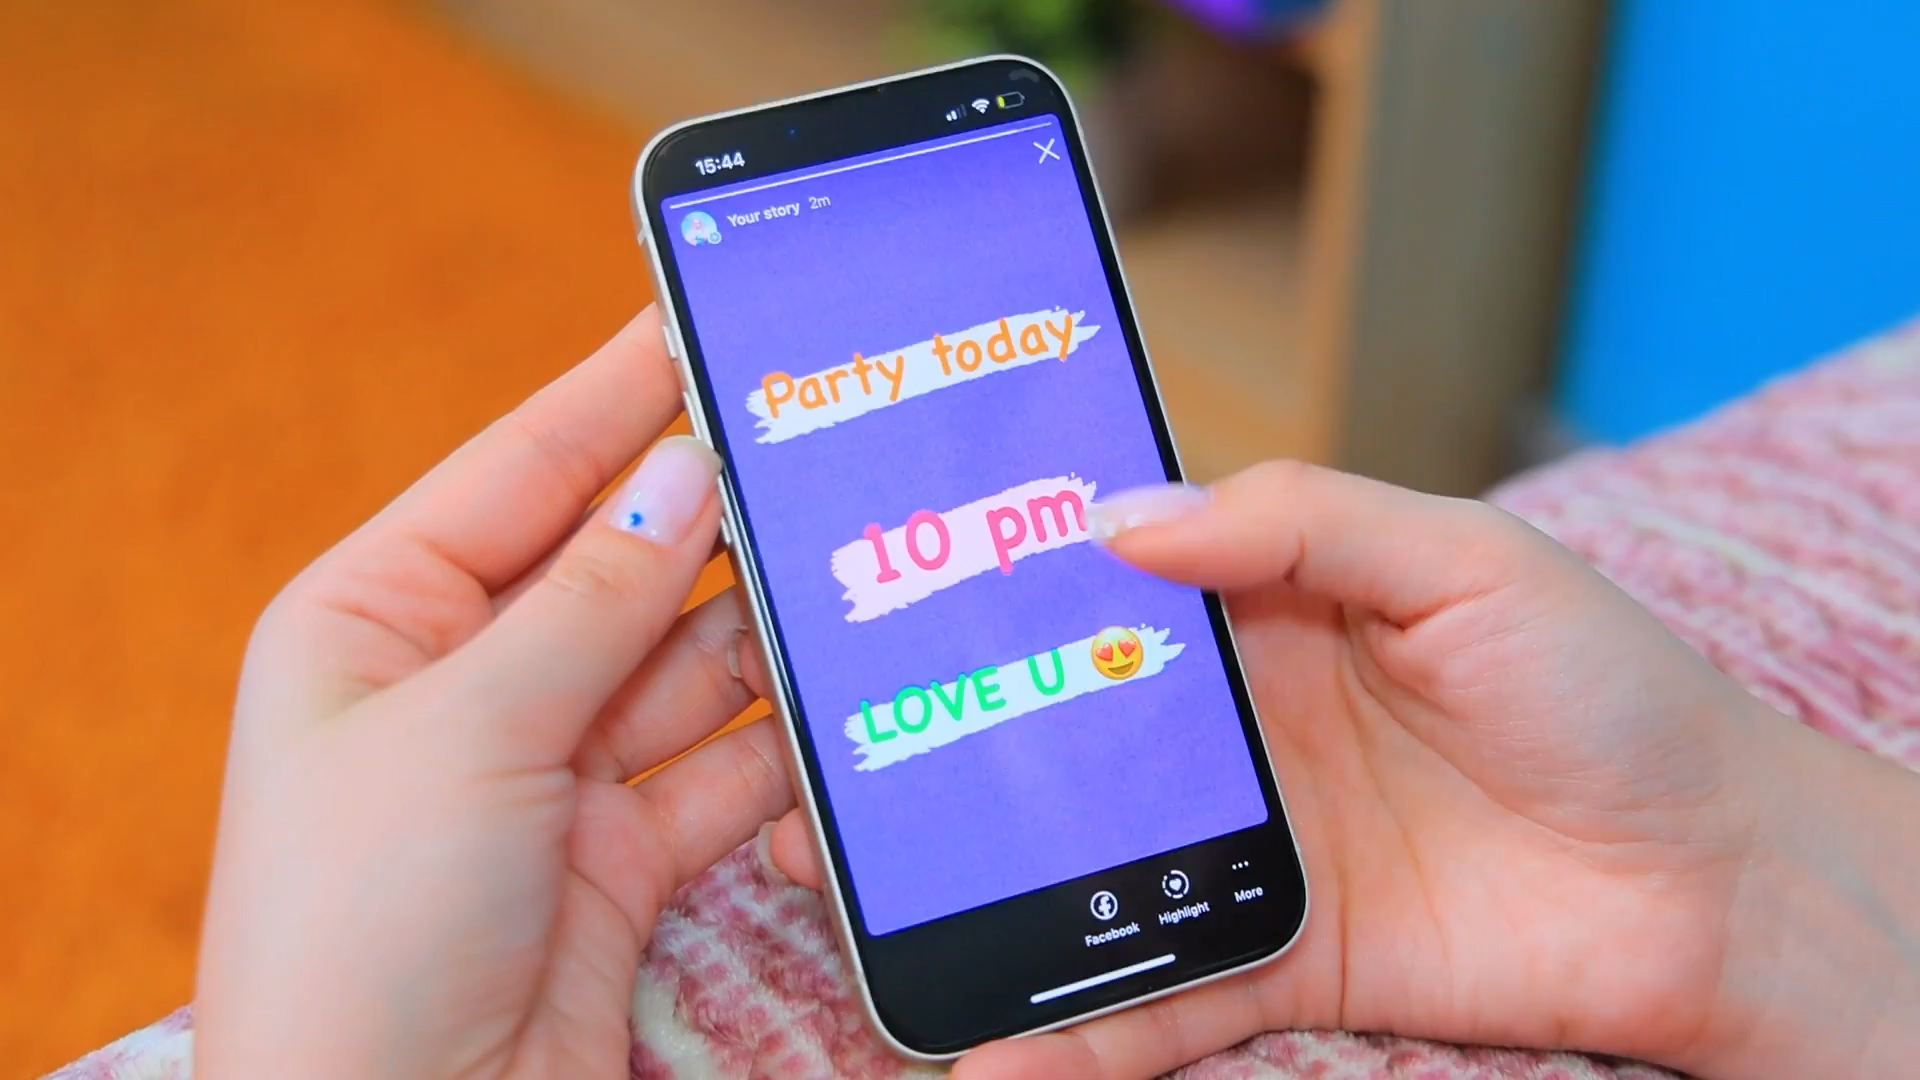 15:44
Your story 2m
Party today
10 pm
LOVE U 😍
Facebook
Highlight
More